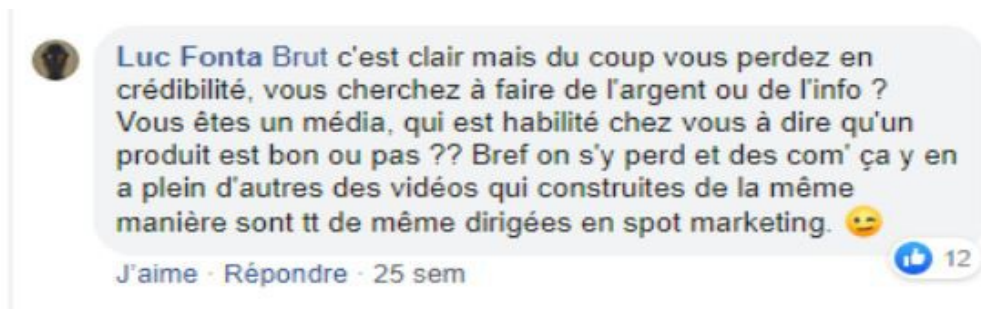 Luc Fonta Brut c'est clair mais du coup vous perdez en
crédibilité, vous cherchez à faire de l'argent ou de l'info ?
Vous êtes un média, qui est habilité chez vous à dire qu'un
produit est bon ou pas ?? Bref on s'y perd et des com' ça y en
a plein d'autres des vidéos qui construites de la même
manière sont tt de même dirigées en spot marketing. 😉
12
J'aime · Répondre · 25 sem